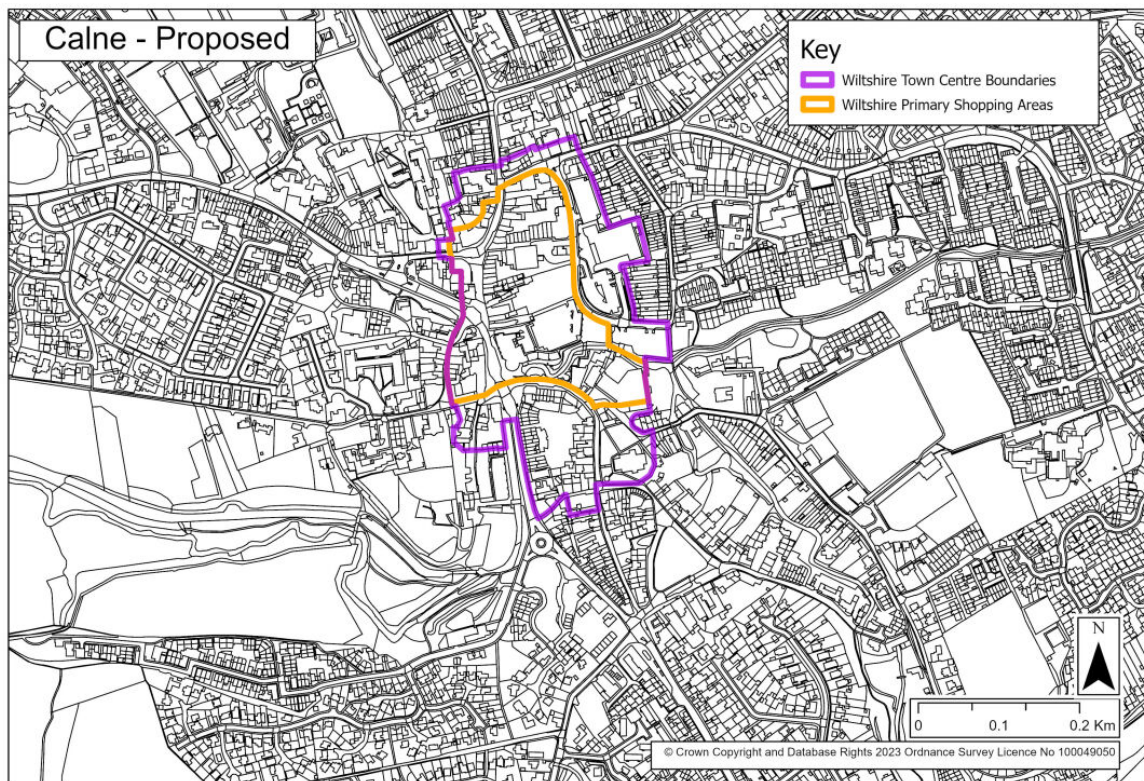 Calne - Proposed
Key
Wiltshire Town Centre Boundaries
Wiltshire Primary Shopping Areas
N
0 0.1 0.2 Km
© Crown Copyright and Database Rights 2023 Ordnance Survey Licence No 100049050